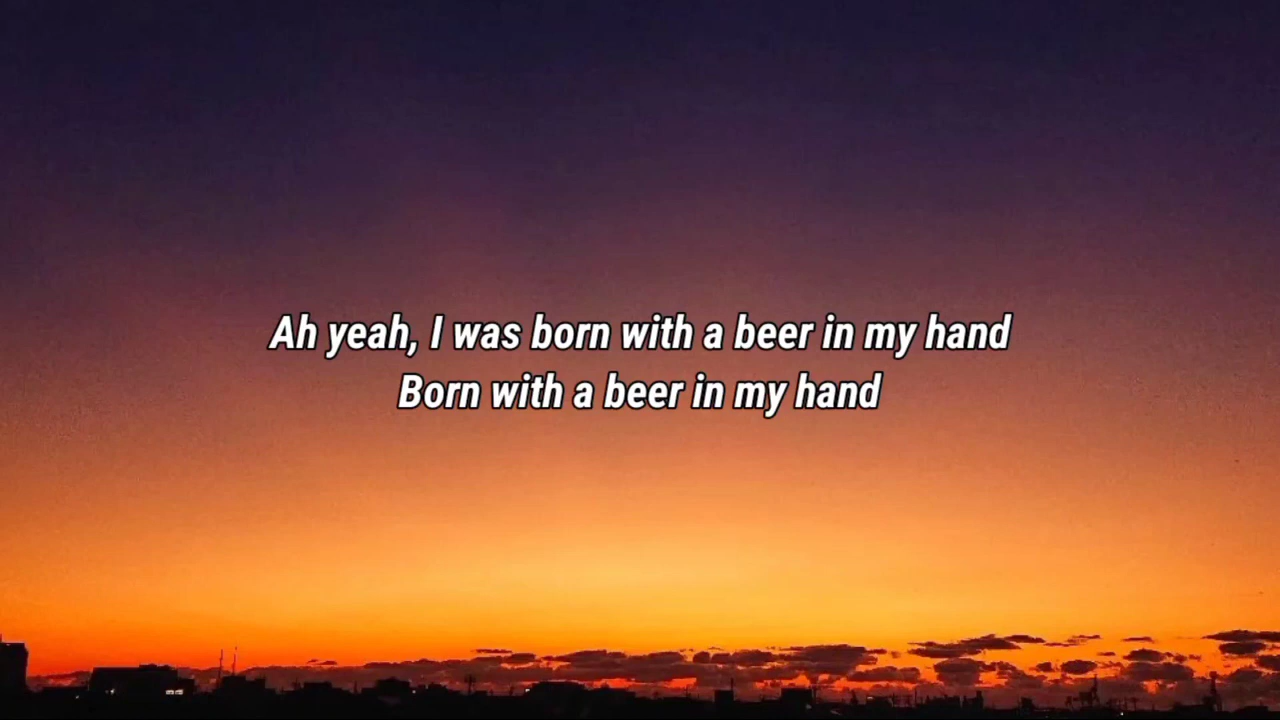 Ah yeah, I was born with a beer in my hand
Born with a beer in my hand